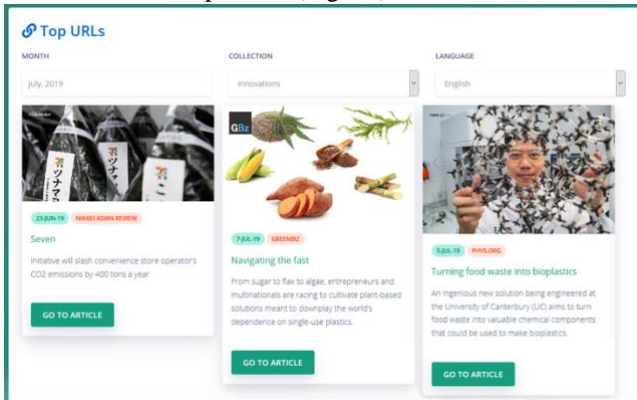 Top URLs
MONTH
COLLECTION
LANGUAGE
July, 2019
Innovations
English
GBz
ツナマ
23-JUN-19 NIKKEI ASIAN REVIEW
Seven
Initiative will slash convenience store operator's
CO2 emissions by 400 tons a year
GO TO ARTICLE
7-JUL-19 GREENBIZ
Navigating the fast
From sugar to flax to algae, entrepreneurs and
multinationals are racing to cultivate plant-based
solutions meant to downplay the world's
dependence on single-use plastics.
GO TO ARTICLE
5-JUL-19 PHYS.ORG
Turning food waste into bioplastics
An ingenious new solution being engineered at
the University of Canterbury (UC) aims to turn
food waste into valuable chemical components
that could be used to make bioplastics.
GO TO ARTICLE